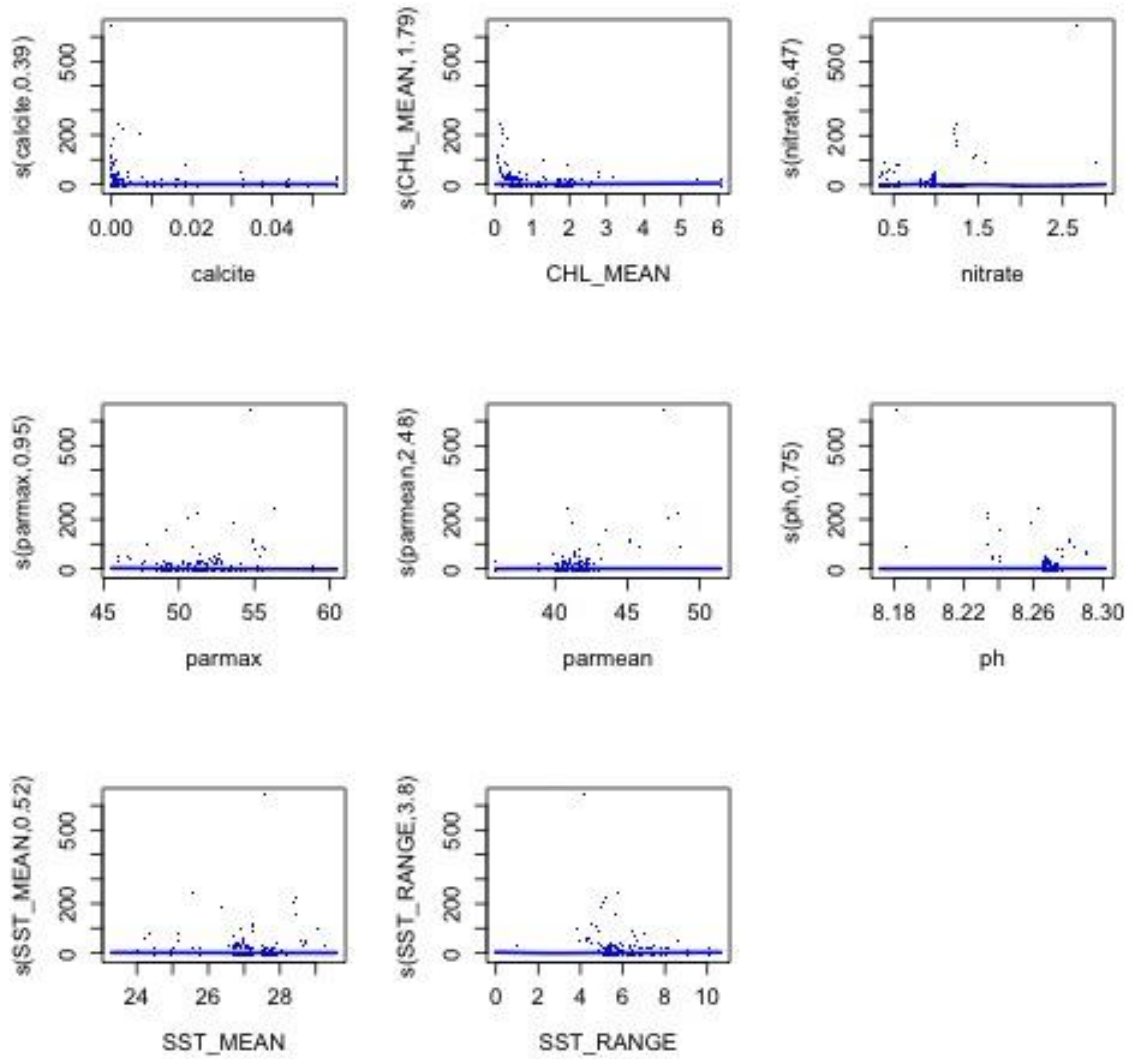 s(calcite,0.39)
500
200
0
0.00 0.02 0.04
calcite
s(CHL_MEAN,1.79)
500
200
0
0 1 2 3 4 5 6
CHL_MEAN
s(nitrate,6.47)
500
200
0
0.5 1.5 2.5
nitrate
s(parmax,0.95)
500
200
0
45 50 55 60
parmax
s(parmean,2.48)
500
200
0
40 45 50
parmean
s(ph,0.75)
500
200
0
8.18 8.22 8.26 8.30
ph
s(SST_MEAN,0.52)
500
200
0
24 26 28
SST_MEAN
s(SST_RANGE,3.8)
500
200
0
0 2 4 6 8 10
SST_RANGE